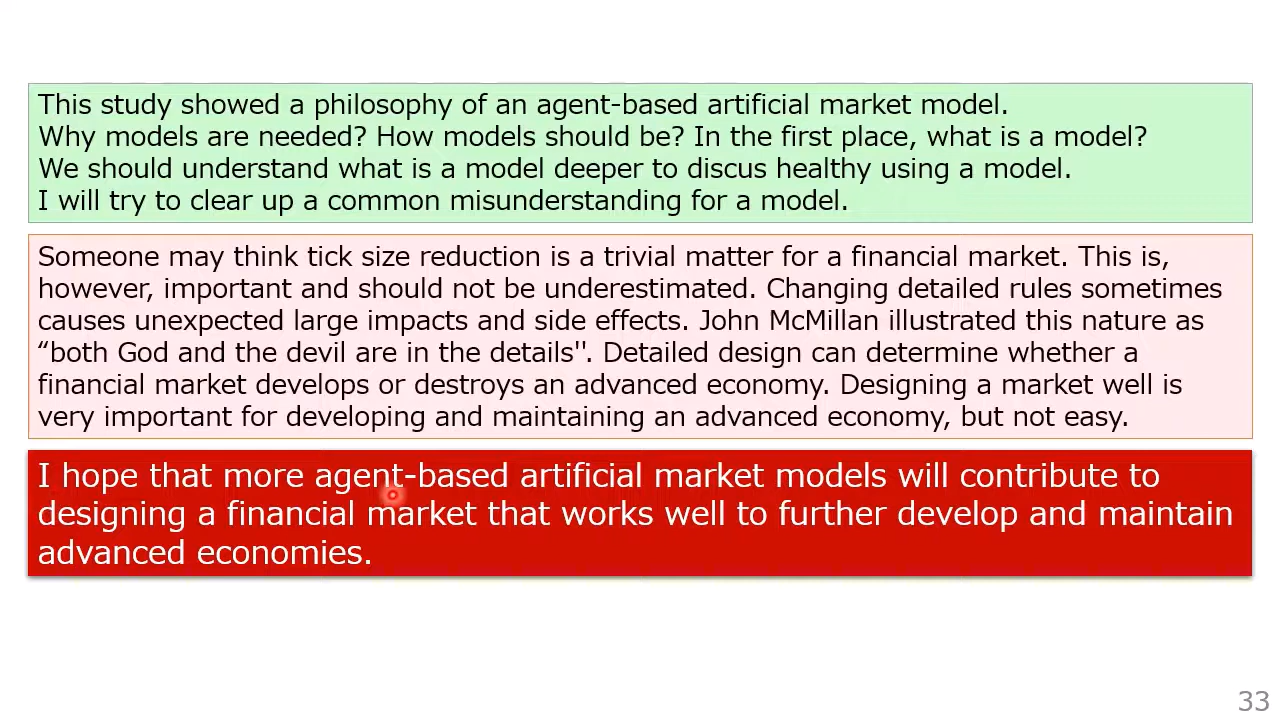 This study showed a philosophy of an agent-based artificial market model.
Why models are needed? How models should be? In the first place, what is a model?
We should understand what is a model deeper to discus healthy using a model.
I will try to clear up a common misunderstanding for a model.
Someone may think tick size reduction is a trivial matter for a financial market. This is,
however, important and should not be underestimated. Changing detailed rules sometimes
causes unexpected large impacts and side effects. John McMillan illustrated this nature as
“both God and the devil are in the details''. Detailed design can determine whether a
financial market develops or destroys an advanced economy. Designing a market well is
very important for developing and maintaining an advanced economy, but not easy.
I hope that more agent-based artificial market models will contribute to
designing a financial market that works well to further develop and maintain
advanced economies.
33